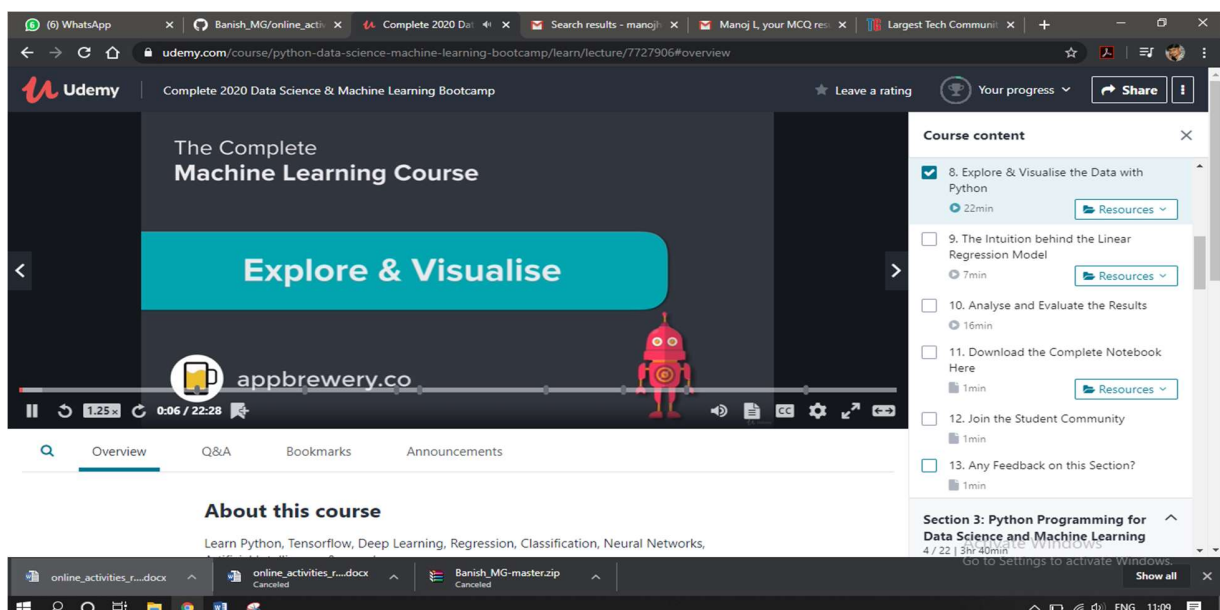 (6) WhatsApp
Banish_MG/online_activ
Complete 2020 Dat
Search results - manojh
Manoj L, your MCQ res
Largest Tech Communit
udemy.com/course/python-data-science-machine-learning-bootcamp/learn/lecture/7727906#overview
Udemy
Complete 2020 Data Science & Machine Learning Bootcamp
Leave a rating
Your progress
Share
The Complete
Machine Learning Course
Explore & Visualise
appbrewery.co
1.25x
0:06 / 22:28
CC
Course content
8. Explore & Visualise the Data with
Python
22min
Resources
9. The Intuition behind the Linear
Regression Model
7min
Resources
10. Analyse and Evaluate the Results
16min
11. Download the Complete Notebook
Here
1min
Resources
12. Join the Student Community
1min
13. Any Feedback on this Section?
1min
Section 3: Python Programming for
Data Science and Machine Learning
4 / 22 | 3hr 40min
Overview
Q&A
Bookmarks
Announcements
About this course
Learn Python, Tensorflow, Deep Learning, Regression, Classification, Neural Networks,
Activate Windows
Go to Settings to activate Windows.
online_activities_r....docx
online_activities_r....docx
Canceled
Banish_MG-master.zip
Canceled
Show all
ENG
11:09